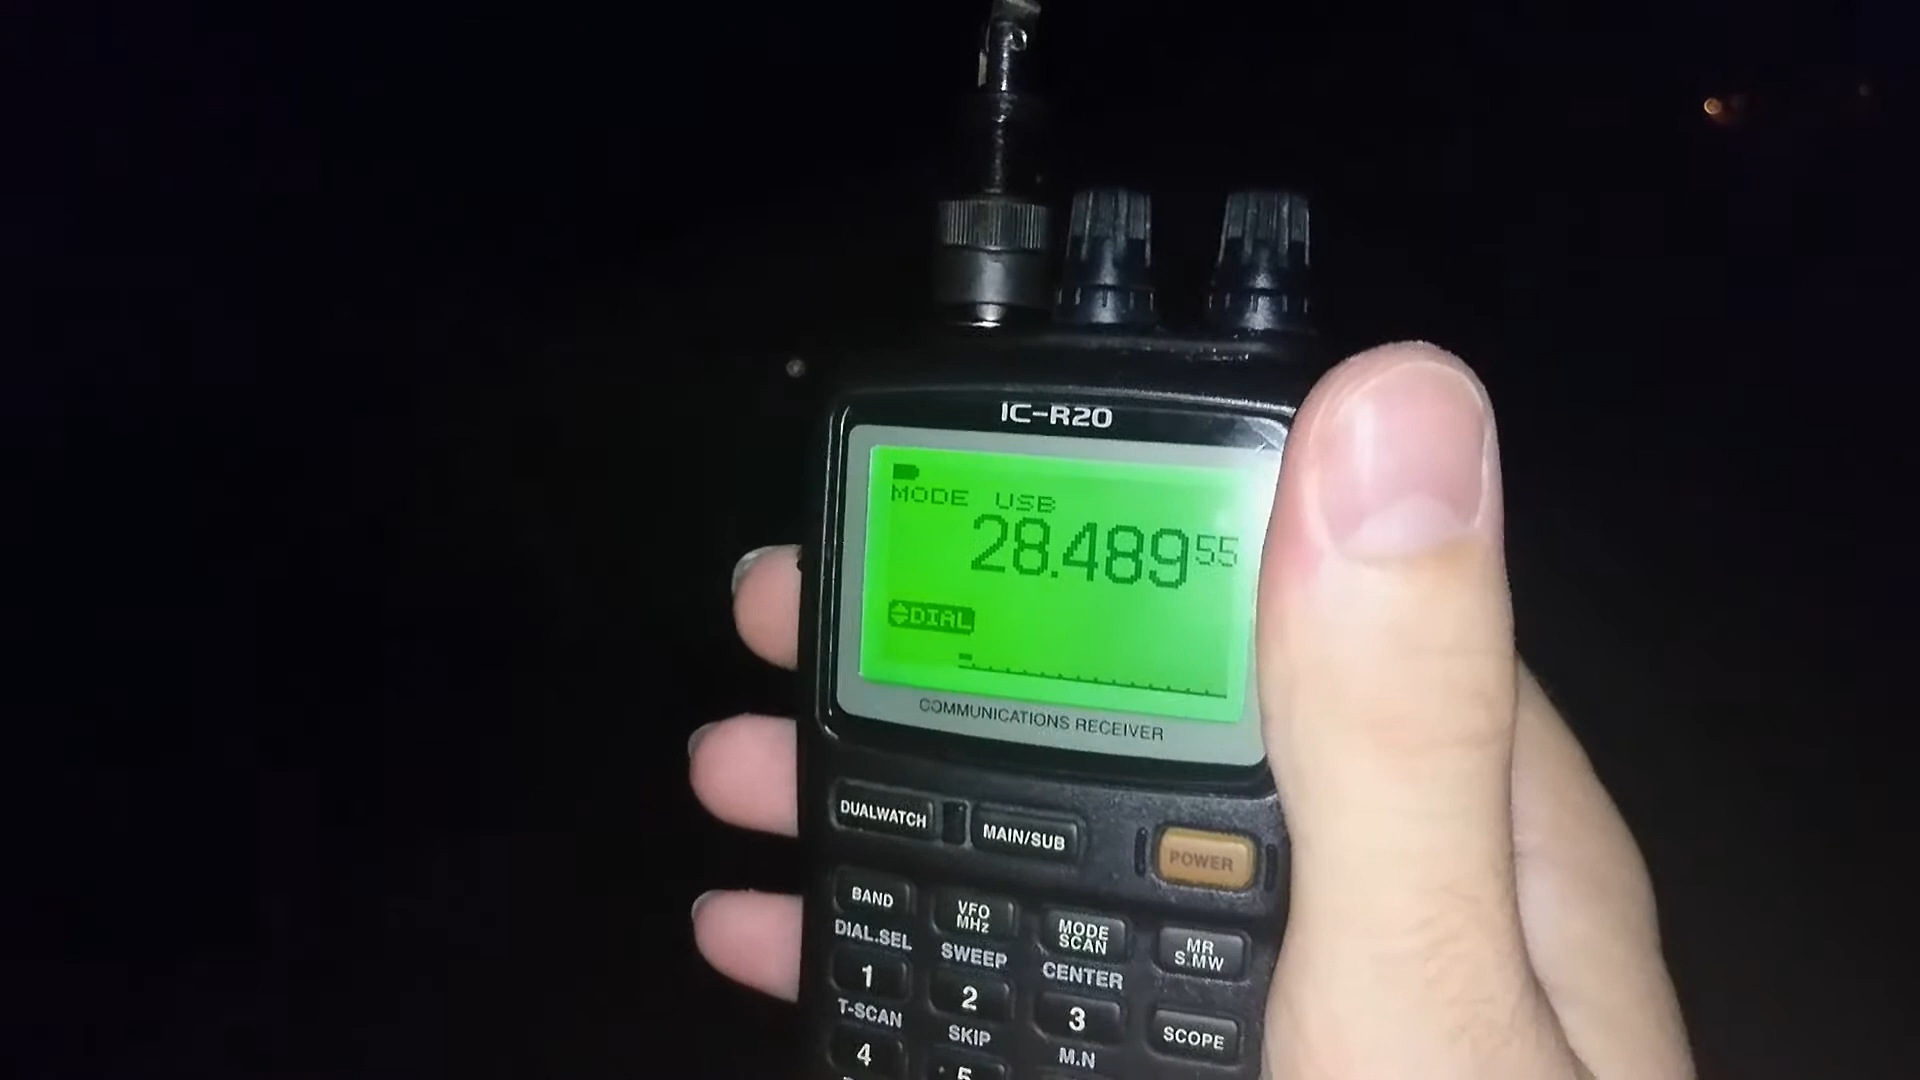 IC-R20
MODE USB
28.489 55
DIAL
COMMUNICATIONS RECEIVER
DUALWATCH
MAIN/SUB
POWER
BAND
VFO
MHz
MODE
SCAN
MR
S.MW
DIAL.SEL
SWEEP
CENTER
1
2
3
SCOPE
T-SCAN
SKIP
M.N
4
5